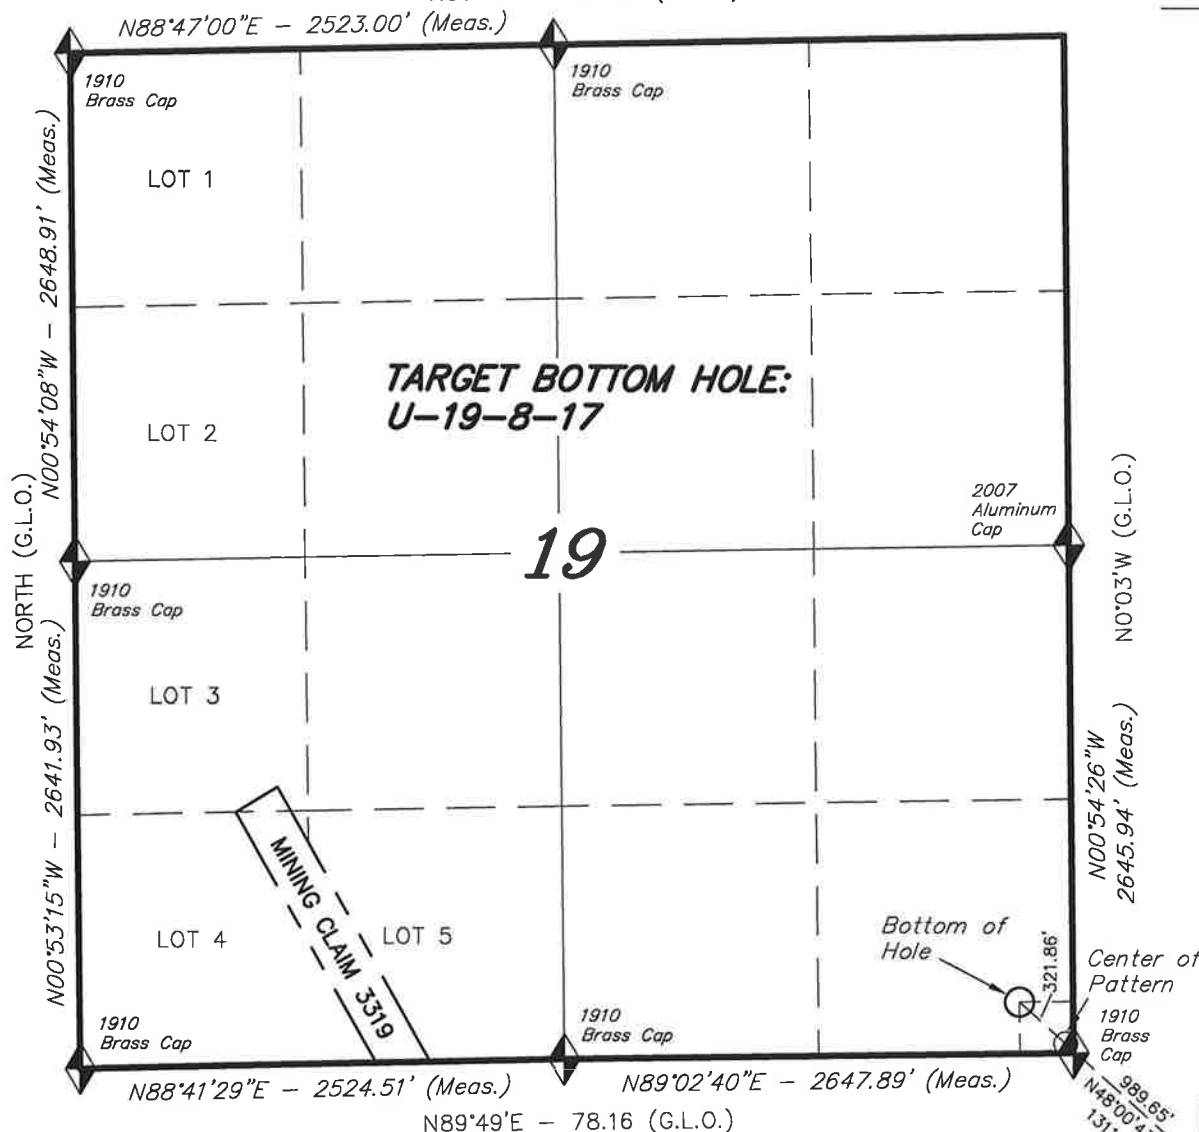 N88°47'00"E - 2523.00' (Meas.)
1910
Brass Cap
1910
Brass Cap
LOT 1
N00°54'08"W - 2648.91' (Meas.)
TARGET BOTTOM HOLE:
U-19-8-17
LOT 2
NORTH (G.L.O.)
2007
Aluminum
Cap
N0°03'W (G.L.O.)
19
1910
Brass Cap
LOT 3
N00°53'15"W - 2641.93' (Meas.)
N00°54'26"W
2645.94' (Meas.)
MINING CLAIM 3319
LOT 4
LOT 5
Bottom of
Hole
321.86'
Center of
Pattern
1910
Brass Cap
1910
Brass Cap
1910
Brass
Cap
N88°41'29"E - 2524.51' (Meas.)
N89°02'40"E - 2647.89' (Meas.)
N89°49'E - 78.16 (G.L.O.)
989.65'